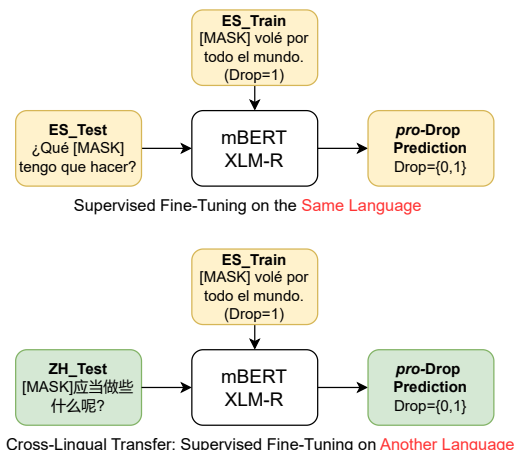 ES_Train
[MASK] volé por
todo el mundo.
(Drop=1)
ES_Test
¿Qué [MASK]
tengo que hacer?
mBERT
XLM-R
pro-Drop
Prediction
Drop={0,1}
Supervised Fine-Tuning on the Same Language
ES_Train
[MASK] volé por
todo el mundo.
(Drop=1)
ZH_Test
[MASK]应当做些
什么呢?
mBERT
XLM-R
pro-Drop
Prediction
Drop={0,1}
Cross-Lingual Transfer: Supervised Fine-Tuning on Another Language